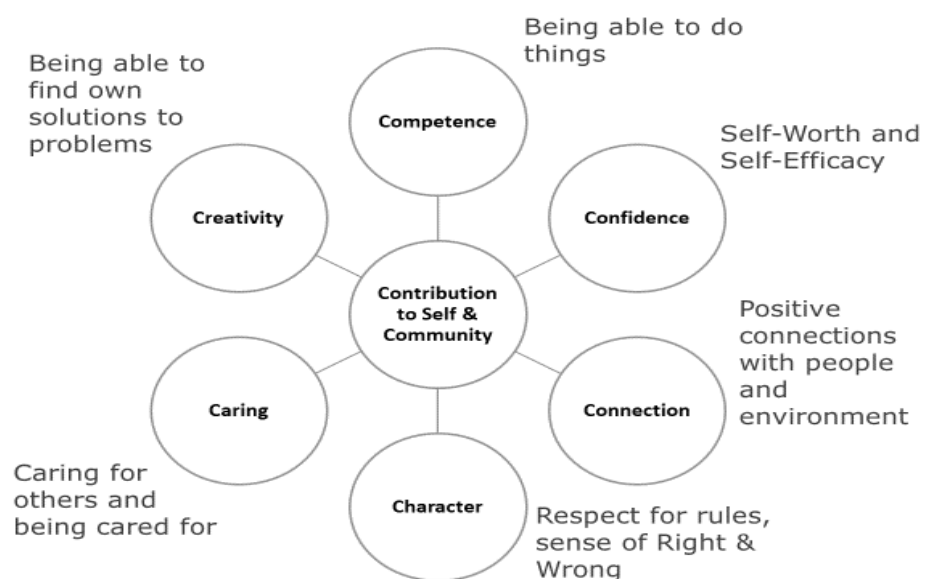 Being able to do
things
Competence
Being able to
find own
solutions to
problems
Self-Worth and
Self-Efficacy
Creativity
Confidence
Contribution
to Self &
Community
Positive
connections
with people
and
environment
Caring
Connection
Caring for
others and
being cared for
Character
Respect for rules,
sense of Right &
Wrong